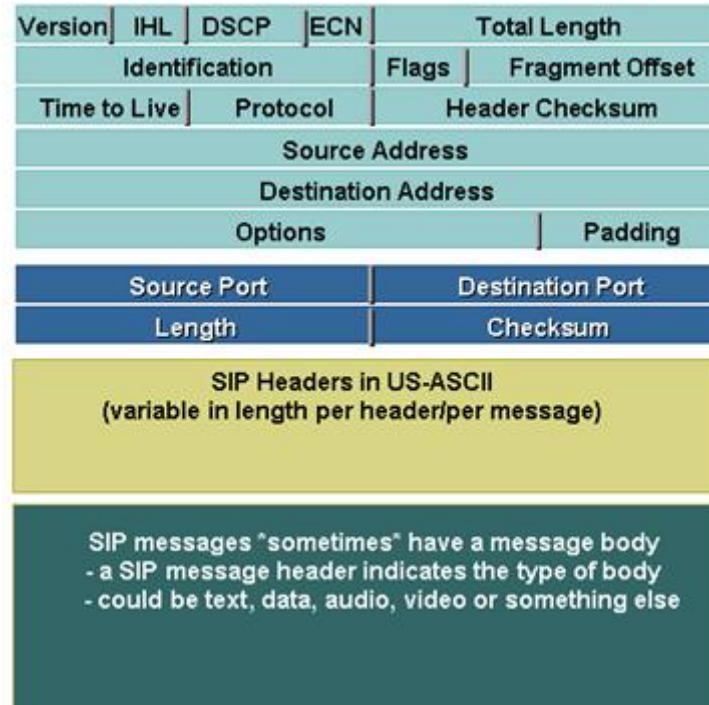 Version IHL DSCP ECN Total Length
Identification Flags Fragment Offset
Time to Live Protocol Header Checksum
Source Address
Destination Address
Options Padding
Source Port Destination Port
Length Checksum
SIP Headers in US-ASCII
(variable in length per header/per message)
SIP messages *sometimes* have a message body
- a SIP message header indicates the type of body
- could be text, data, audio, video or something else